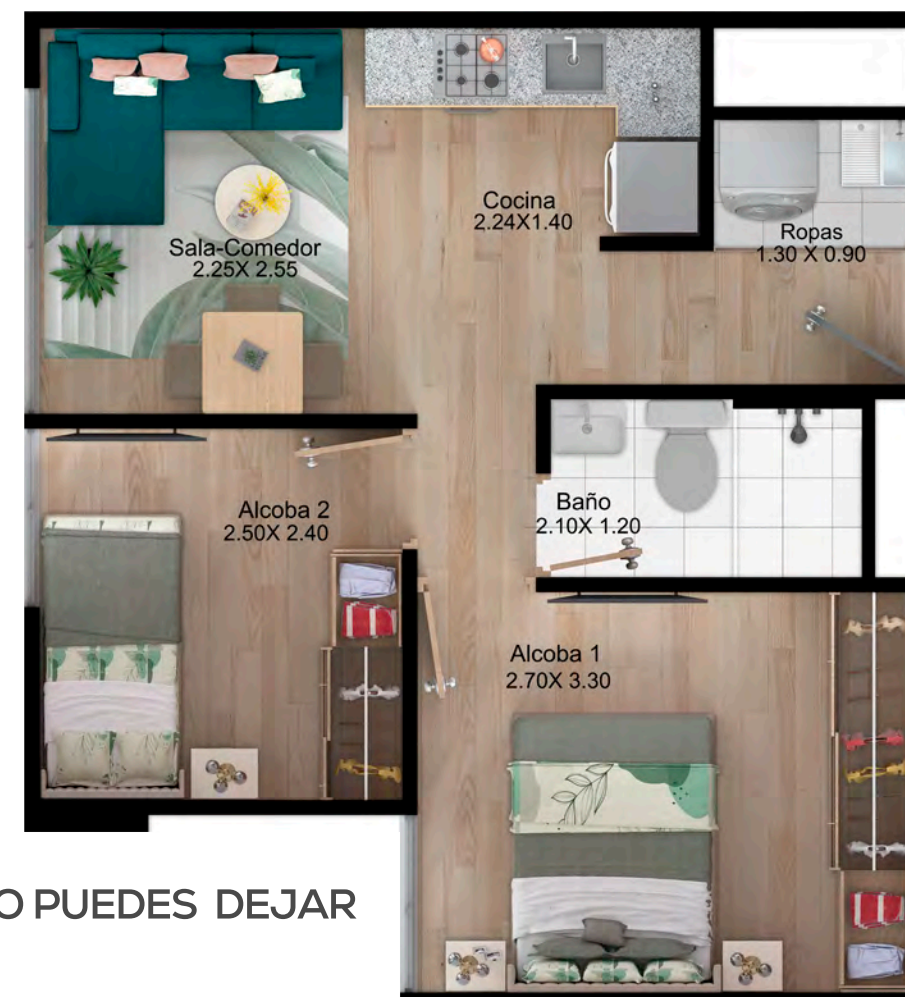 Cocina
2.24X1.40
Sala-Comedor
2.25X 2.55
Ropas
1.30 X 0.90
Alcoba 2
2.50X 2.40
Baño
2.10X 1.20
Alcoba 1
2.70X 3.30
O PUEDES DEJAR